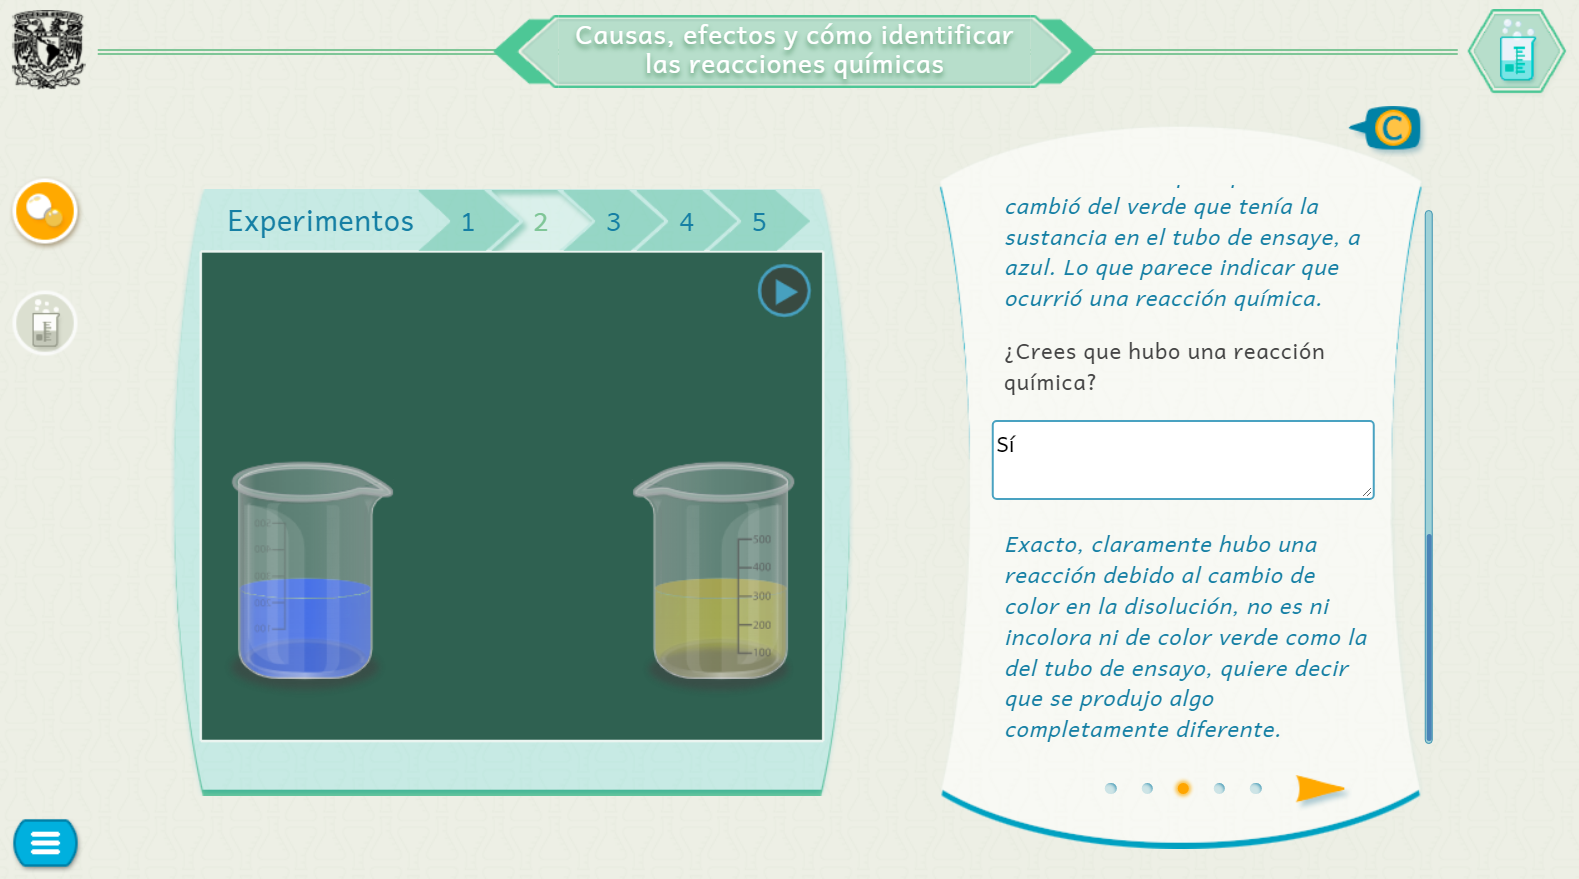 Causas, efectos y cómo identificar
las reacciones químicas
C
Experimentos 1 2 3 4 5
500
400
300
200
100
cambió del verde que tenía la
sustancia en el tubo de ensaye, a
azul. Lo que parece indicar que
ocurrió una reacción química.
¿Crees que hubo una reacción
química?
Sí
Exacto, claramente hubo una
reacción debido al cambio de
color en la disolución, no es ni
incolora ni de color verde como la
del tubo de ensayo, quiere decir
que se produjo algo
completamente diferente.